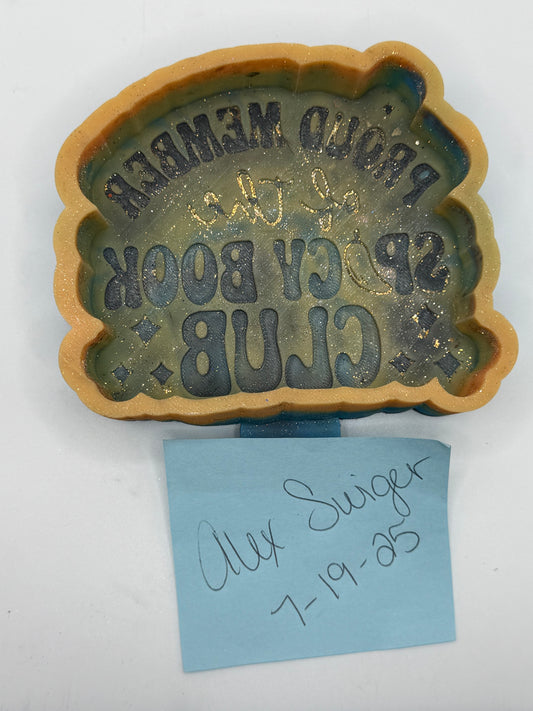 PROUD MEMBER
of the
SPICY BOOK
CLUB
Alex Swiger
7-19-25